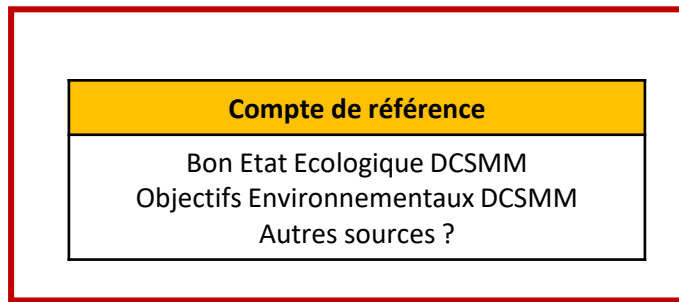 Compte de référence
Bon Etat Ecologique DCSMM
Objectifs Environnementaux DCSMM
Autres sources ?